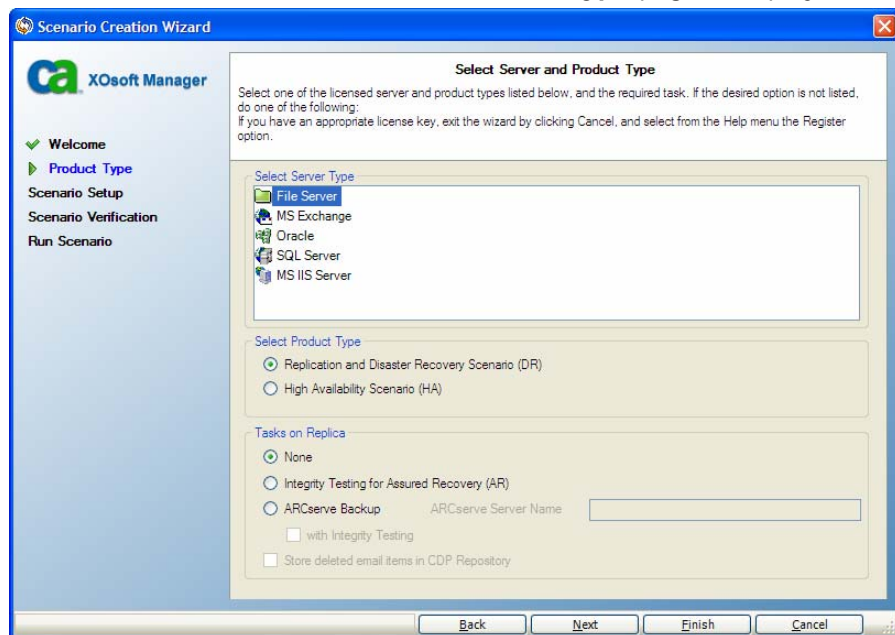 Scenario Creation Wizard
ca XOsoft Manager
Welcome
Product Type
Scenario Setup
Scenario Verification
Run Scenario
Select Server and Product Type
Select one of the licensed server and product types listed below, and the required task. If the desired option is not listed,
do one of the following:
If you have an appropriate license key, exit the wizard by clicking Cancel, and select from the Help menu the Register
option.
Select Server Type
File Server
MS Exchange
Oracle
SQL Server
MS IIS Server
Select Product Type
Replication and Disaster Recovery Scenario (DR)
High Availability Scenario (HA)
Tasks on Replica
None
Integrity Testing for Assured Recovery (AR)
ARCserve Backup ARCserve Server Name
with Integrity Testing
Store deleted email items in CDP Repository
Back Next Finish Cancel